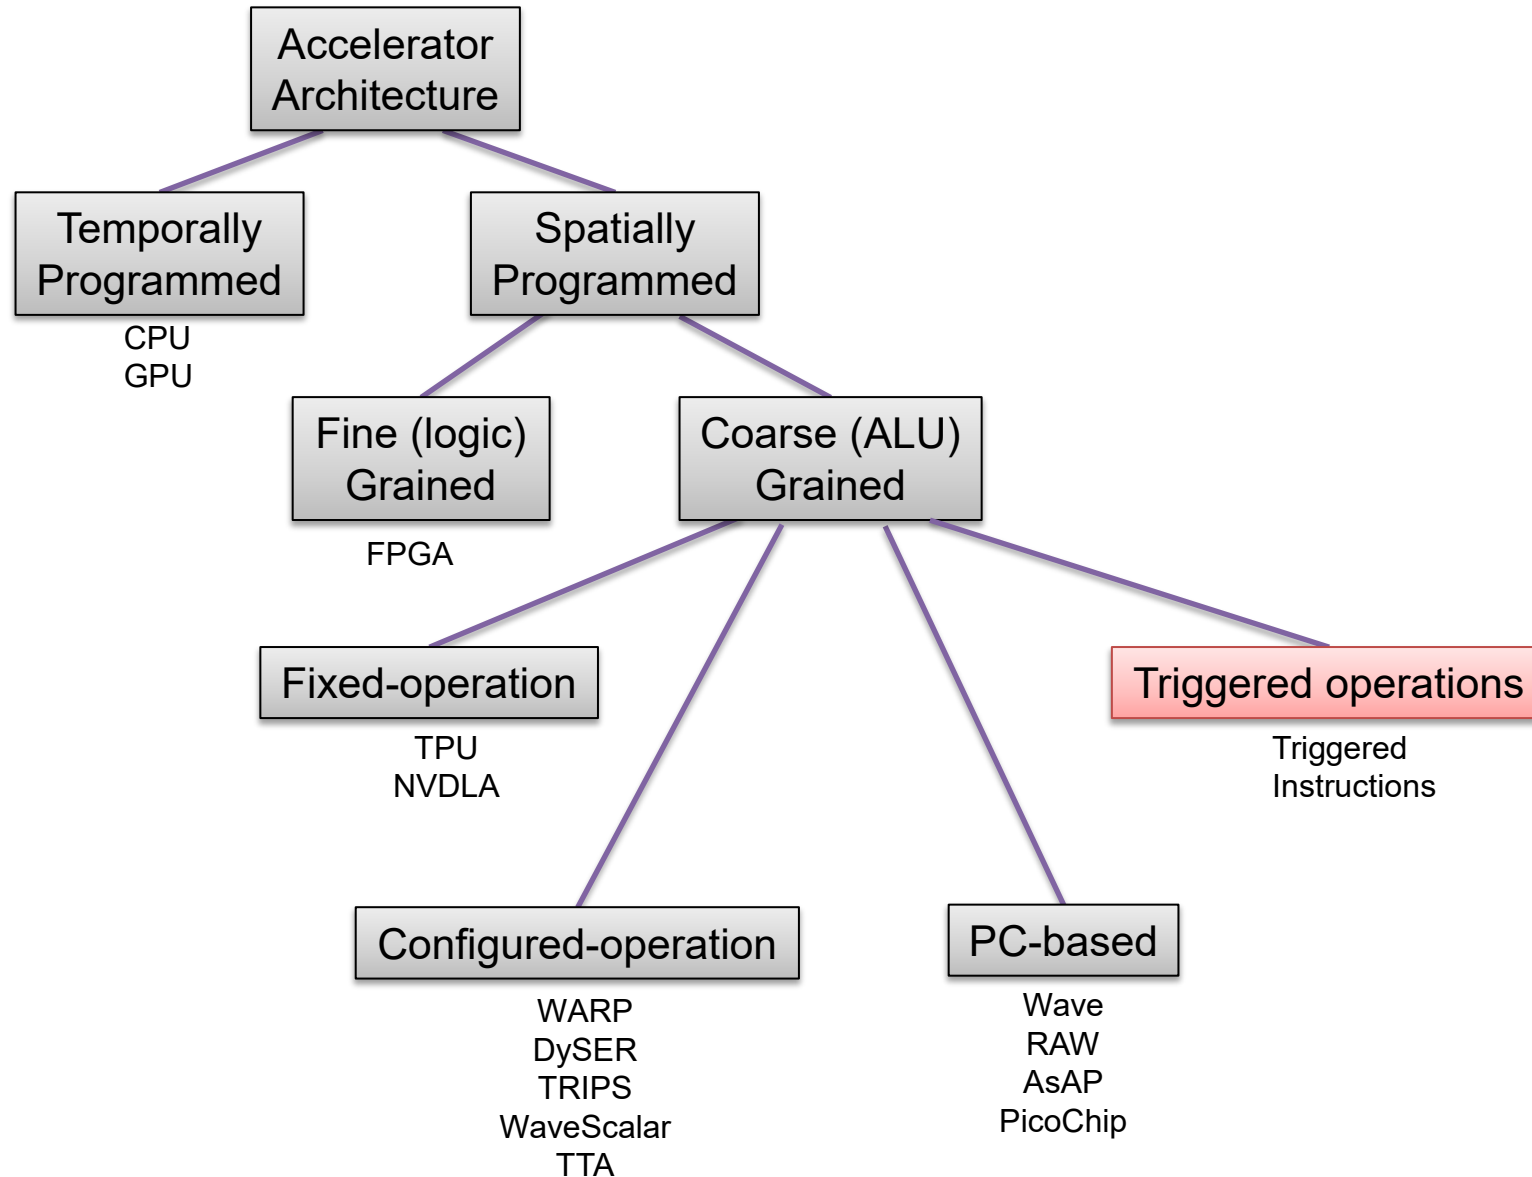 Accelerator
Architecture
Temporally
Programmed
Spatially
Programmed
CPU
GPU
Fine (logic)
Grained
Coarse (ALU)
Grained
FPGA
Fixed-operation
Triggered operations
TPU
NVDLA
Triggered
Instructions
Configured-operation
PC-based
WARP
DySER
TRIPS
WaveScalar
TTA
Wave
RAW
AsAP
PicoChip